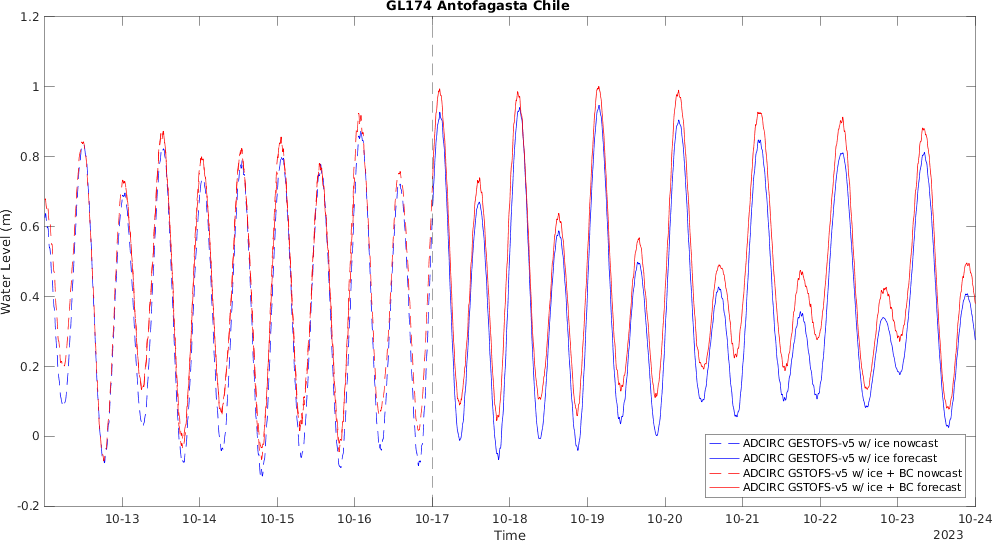 GL174 Antofagasta Chile
1.2
1
0.8
0.6
0.4
0.2
0
-0.2
Water Level (m)
10-13 10-14 10-15 10-16 10-17 10-18 10-19 10-20 10-21 10-22 10-23 10-24
Time
2023
ADCIRC GESTOFS-v5 w/ ice nowcast
ADCIRC GESTOFS-v5 w/ ice forecast
ADCIRC GSTOFS-v5 w/ ice + BC nowcast
ADCIRC GSTOFS-v5 w/ ice + BC forecast